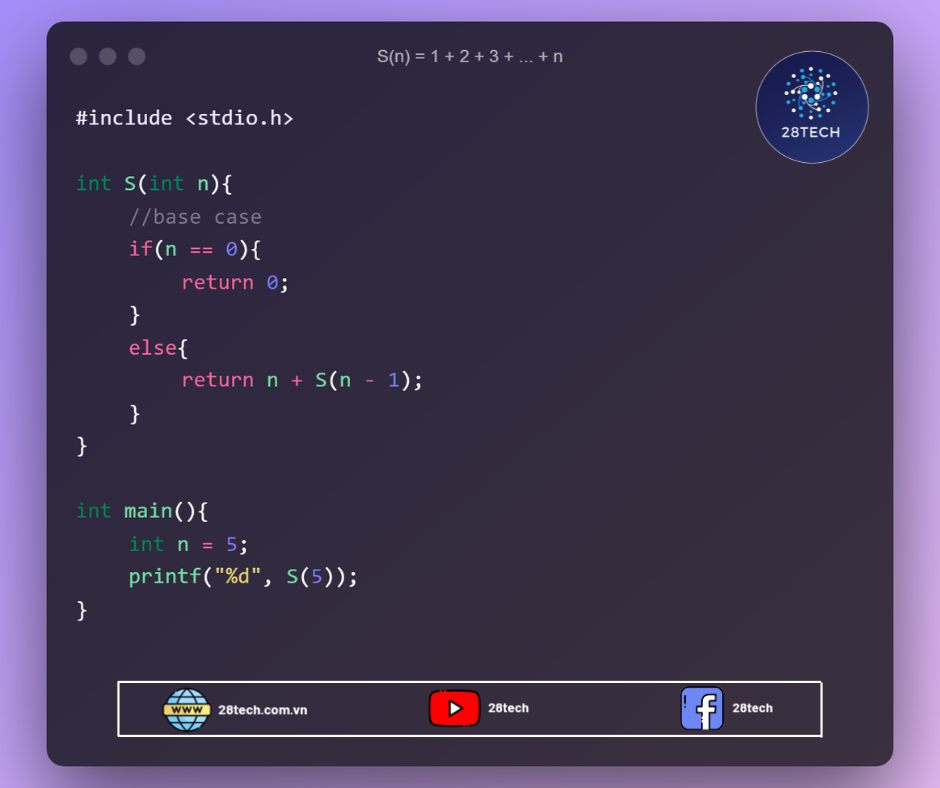 S(n) = 1 + 2 + 3 + ... + n
28TECH
#include <stdio.h>
int S(int n){
//base case
if(n == 0){
return 0;
}
else{
return n + S(n - 1);
}
}
int main(){
int n = 5;
printf("%d", S(5));
}
WWW 28tech.com.vn 28tech 28tech